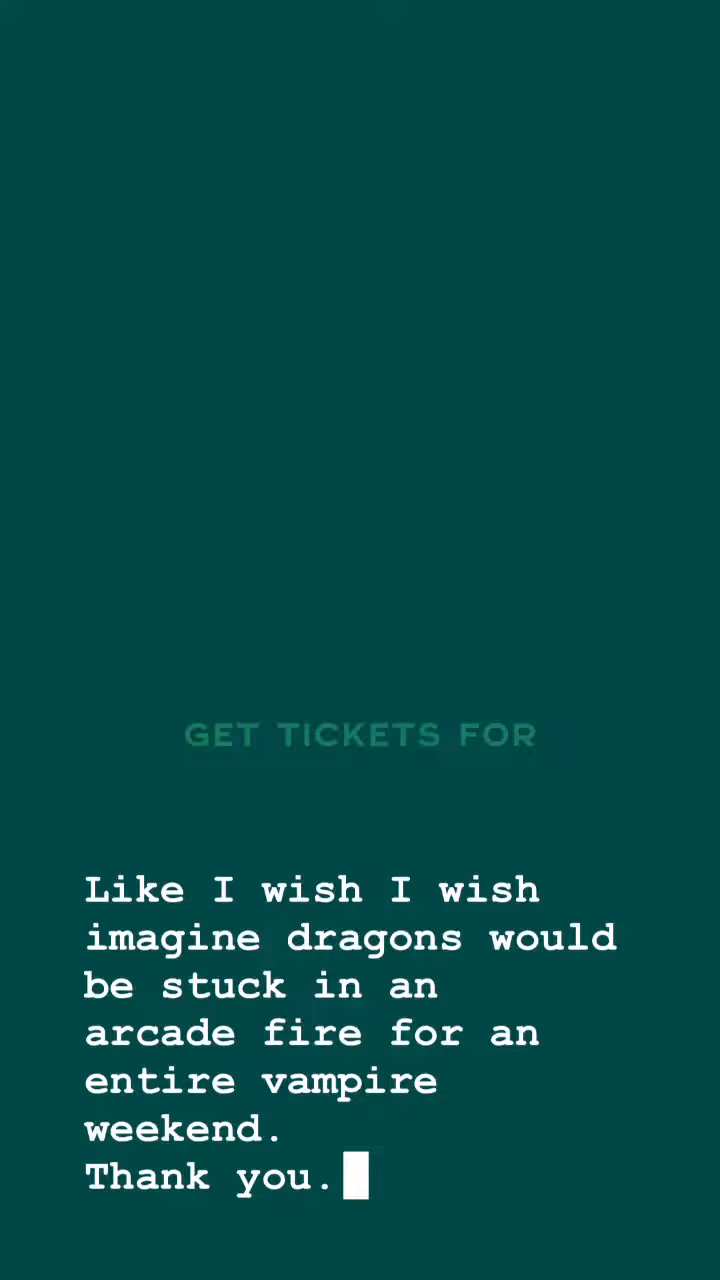 GET TICKETS FOR
Like I wish I wish
imagine dragons would
be stuck in an
arcade fire for an
entire vampire
weekend.
Thank you.